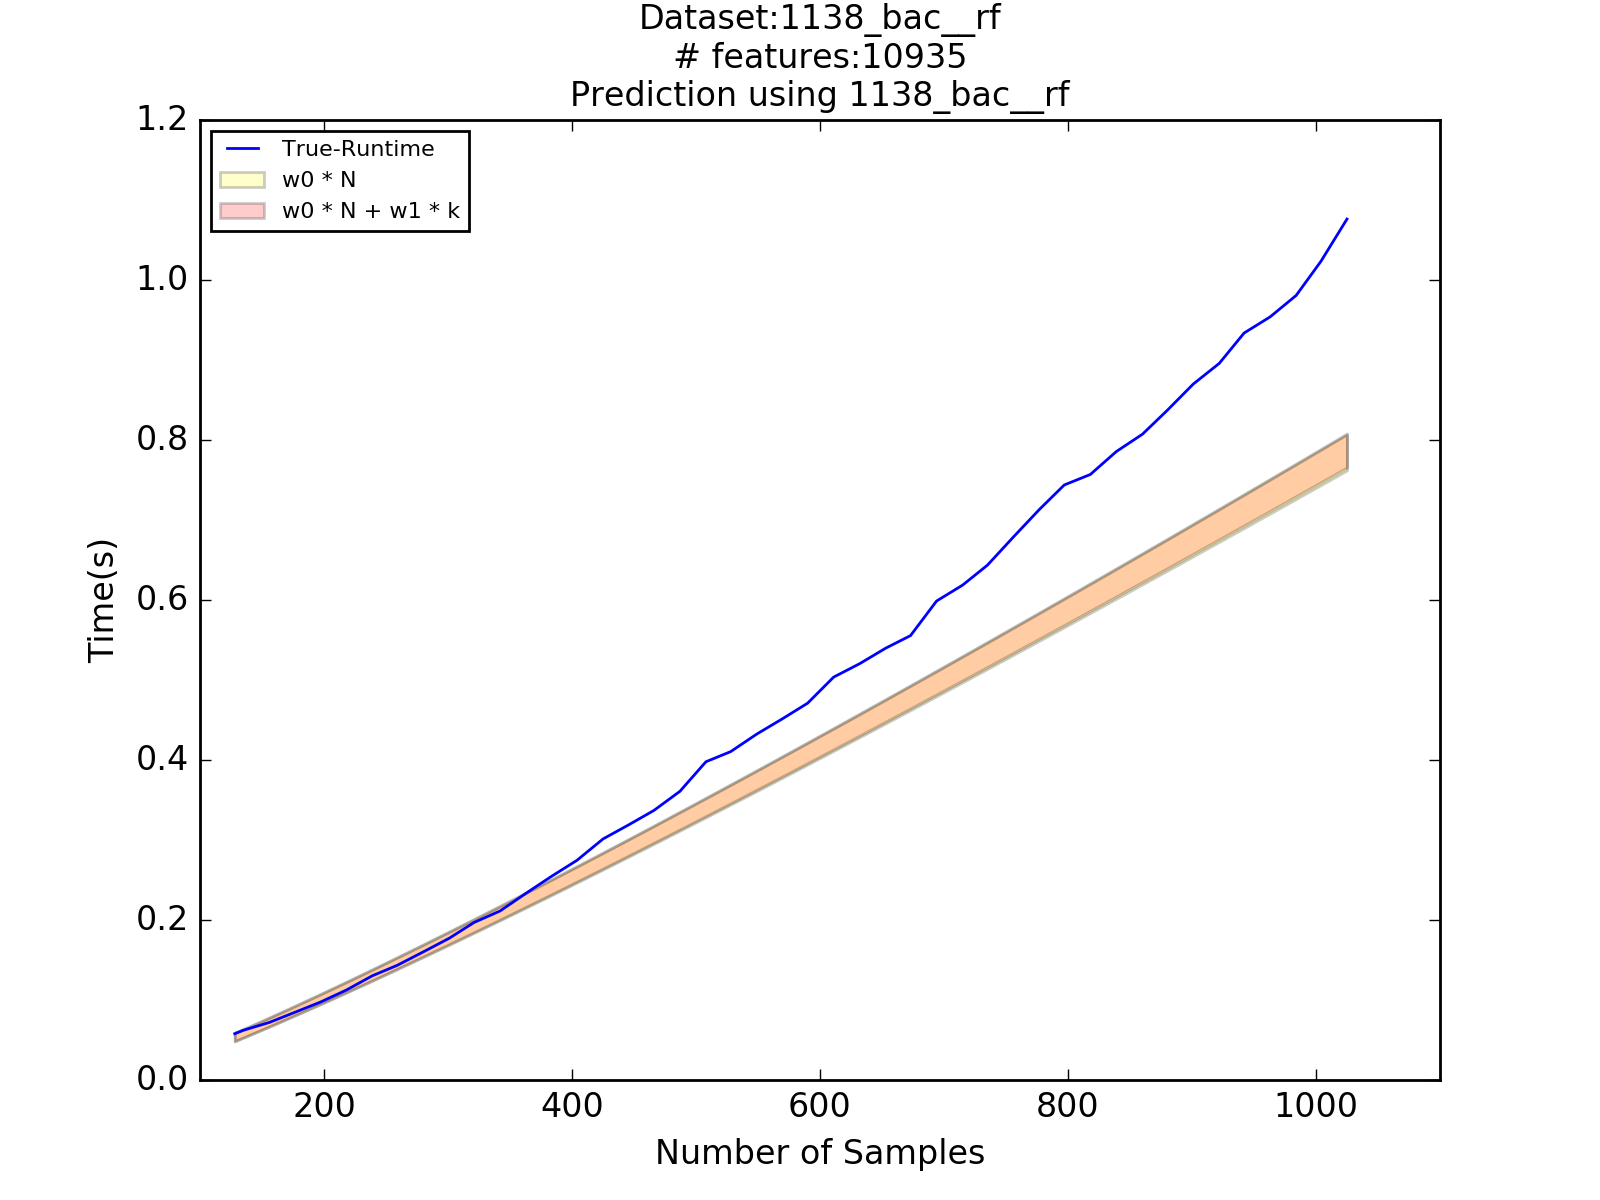 Dataset:1138_bac__rf
# features:10935
Prediction using 1138_bac__rf
1.2
1.0
0.8
0.6
0.4
0.2
0.0
Time(s)
True-Runtime
w0 * N
w0 * N + w1 * k
200
400
600
800
1000
Number of Samples